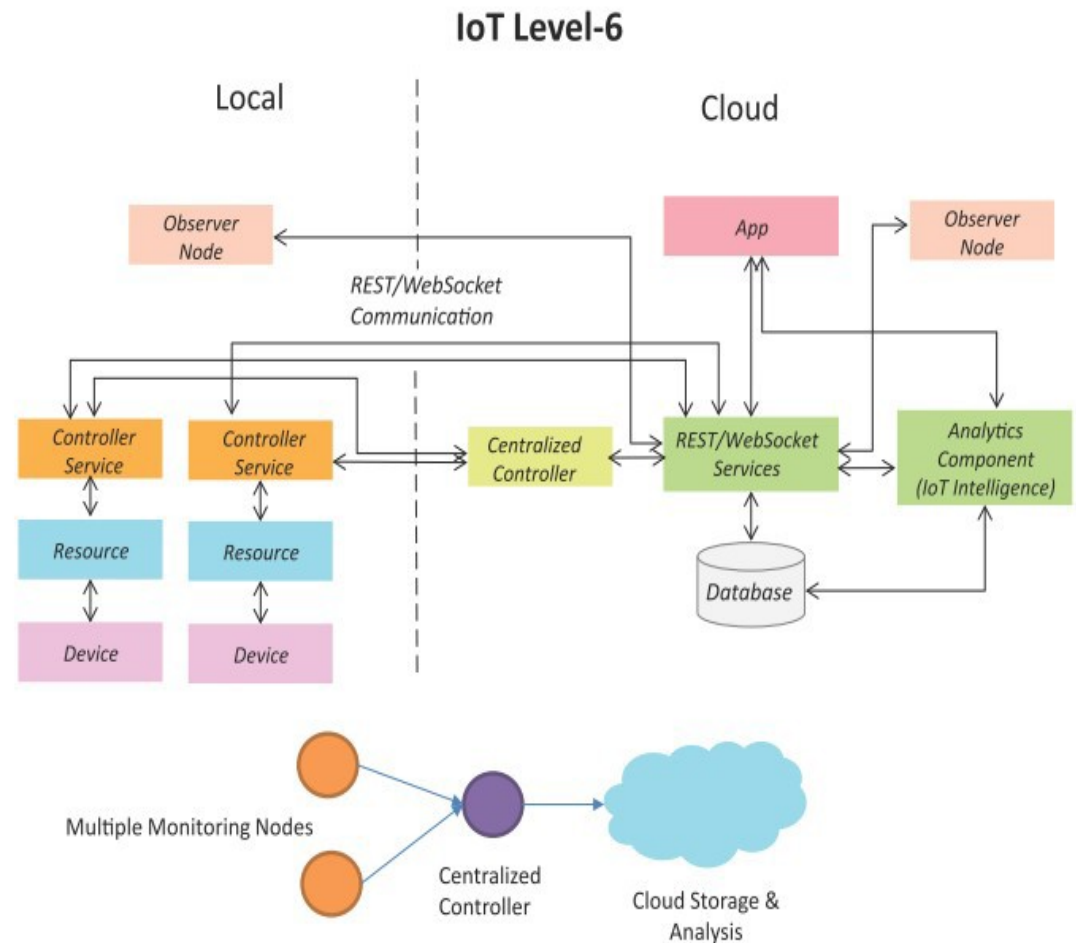 IoT Level-6
Local
Cloud
Observer
Node
App
Observer
Node
REST/WebSocket
Communication
Controller
Service
Controller
Service
Centralized
Controller
REST/WebSocket
Services
Analytics
Component
(IoT Intelligence)
Resource
Resource
Database
Device
Device
Multiple Monitoring Nodes
Centralized
Controller
Cloud Storage &
Analysis